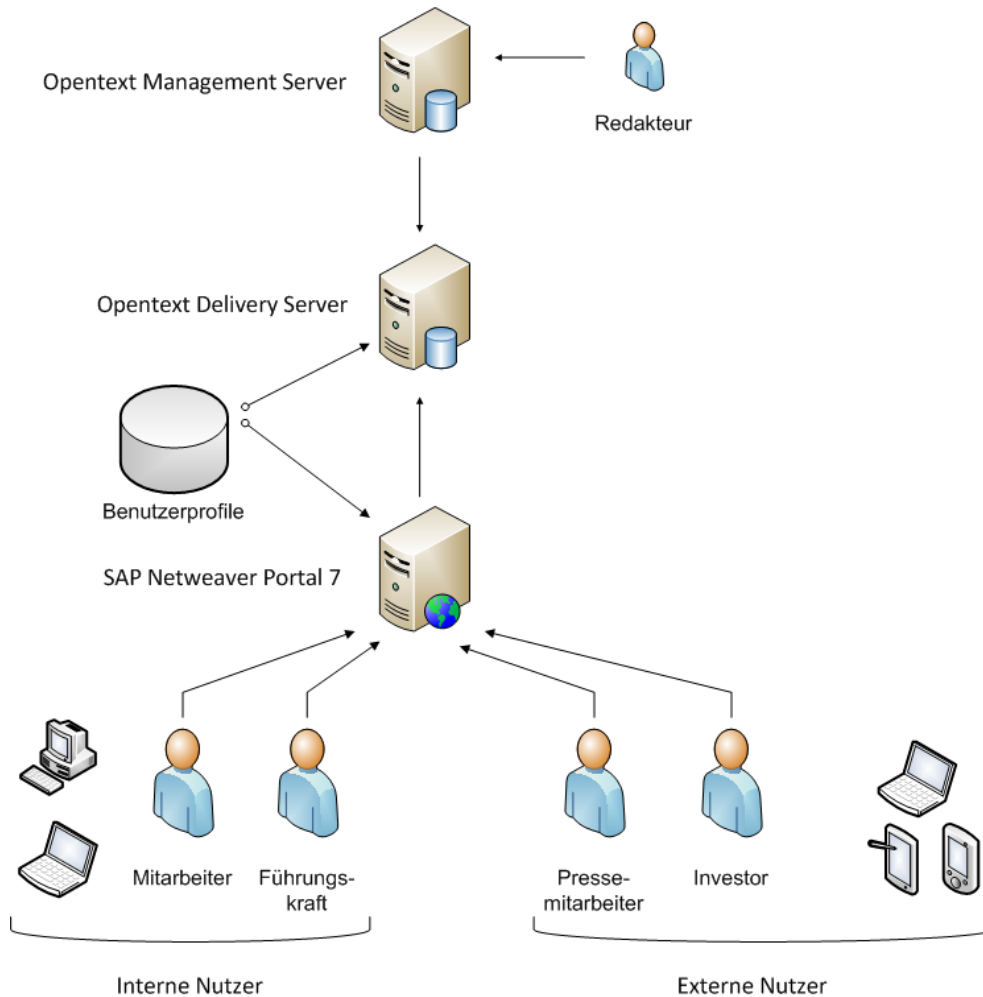 Opentext Management Server
Redakteur
Opentext Delivery Server
Benutzerprofile
SAP Netweaver Portal 7
Mitarbeiter
Führungs-
kraft
Presse-
mitarbeiter
Investor
Interne Nutzer
Externe Nutzer